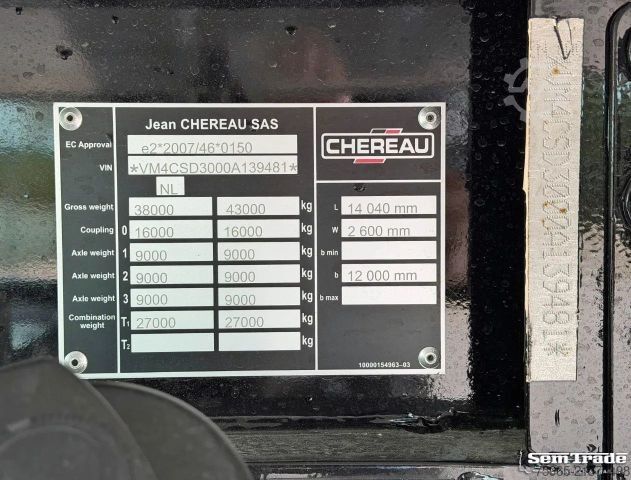 Jean CHEREAU SAS
EC Approval e2*2007/46*0150
VIN *VM4CSD3000A139481*
NL
CHEREAU
Gross weight 38000 43000 kg
Coupling 0 16000 16000 kg
Axle weight 1 9000 9000 kg
Axle weight 2 9000 9000 kg
Axle weight 3 9000 9000 kg
Combination weight T1 27000 27000 kg
T2 kg
L 14 040 mm
W 2 600 mm
b min
b 12 000 mm
b max
10000154963-03
*VM4CSD3000A139481*
SemTrade